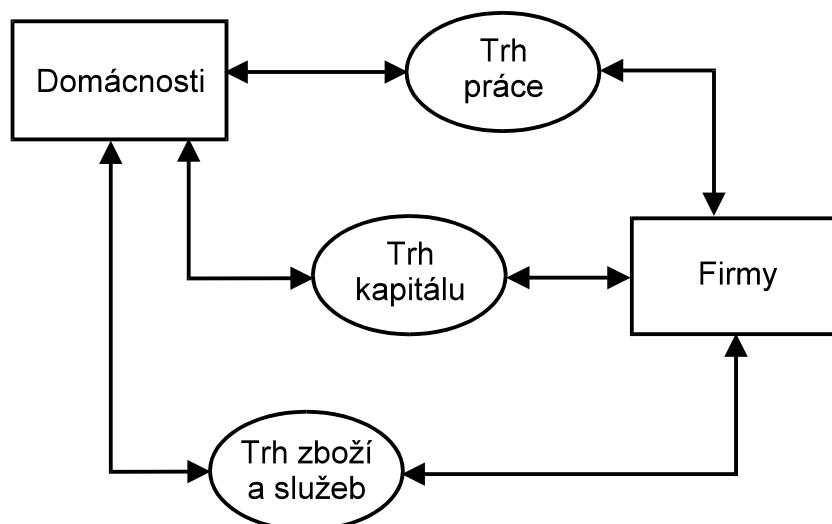 Domácnosti
Trh
práce
Trh
kapitálu
Firmy
Trh zboží
a služeb